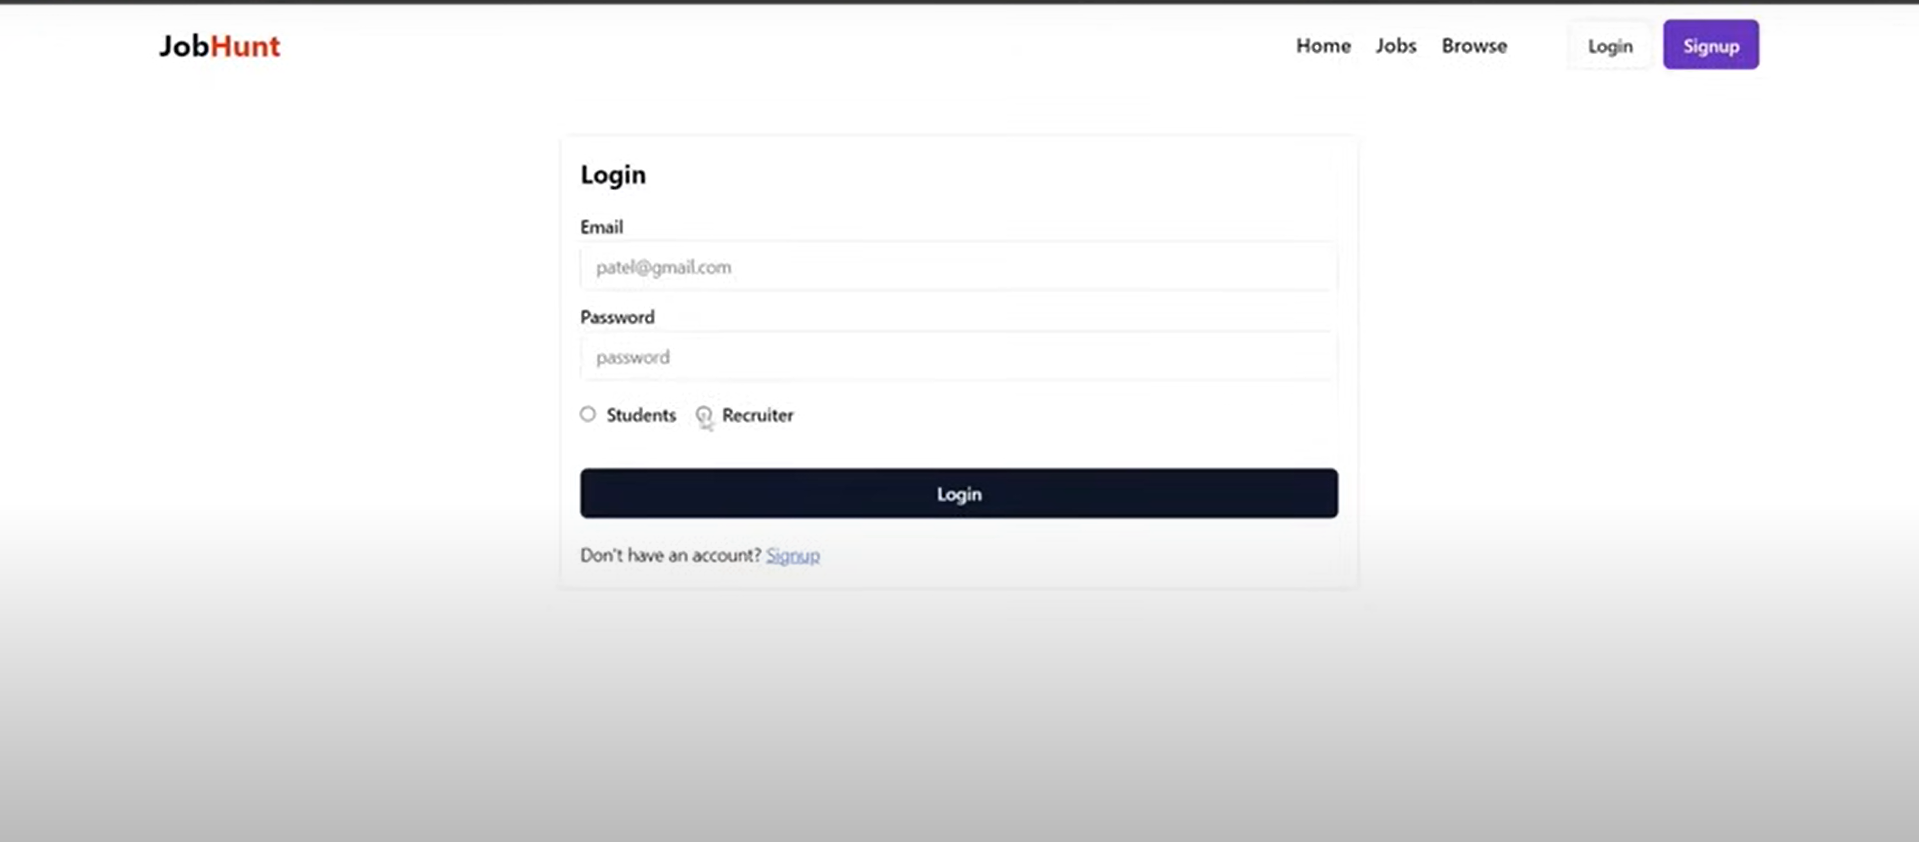 JobHunt
Home Jobs Browse Login Signup
Login
Email
patel@gmail.com
Password
password
Students Recruiter
Login
Don't have an account? Signup